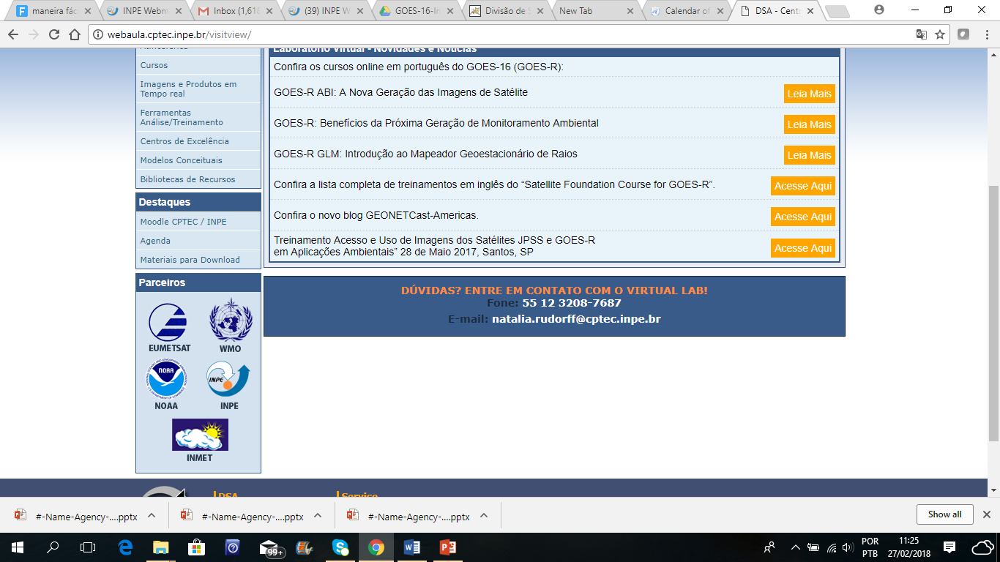 maneira fác
INPE Webm
Inbox (1,618
(39) INPE W
GOES-16-In
Divisão de S
New Tab
Calendar of
DSA - Centr
webaula.cptec.inpe.br/visitview/
Cursos
Imagens e Produtos em
Tempo real
Ferramentas
Análise/Treinamento
Centros de Excelência
Modelos Conceituais
Bibliotecas de Recursos
Destaques
Moodle CPTEC / INPE
Agenda
Materiais para Download
Parceiros
EUMETSAT
WMO
NOAA
NOAA
INPE
INPE
INMET
Laboratório Virtual - Novidades e Notícias
Confira os cursos online em português do GOES-16 (GOES-R):
GOES-R ABI: A Nova Geração das Imagens de Satélite
Leia Mais
GOES-R: Benefícios da Próxima Geração de Monitoramento Ambiental
Leia Mais
GOES-R GLM: Introdução ao Mapeador Geoestacionário de Raios
Leia Mais
Confira a lista completa de treinamentos em inglês do “Satellite Foundation Course for GOES-R”.
Acesse Aqui
Confira o novo blog GEONETCast-Americas.
Acesse Aqui
Treinamento Acesso e Uso de Imagens dos Satélites JPSS e GOES-R
em Aplicações Ambientais” 28 de Maio 2017, Santos, SP
Acesse Aqui
DÚVIDAS? ENTRE EM CONTATO COM O VIRTUAL LAB!
Fone: 55 12 3208-7687
E-mail: natalia.rudorff@cptec.inpe.br
DSA
Service
#-Name-Agency-....pptx
#-Name-Agency-....pptx
#-Name-Agency-....pptx
Show all
99+
POR
PTB
11:25
27/02/2018